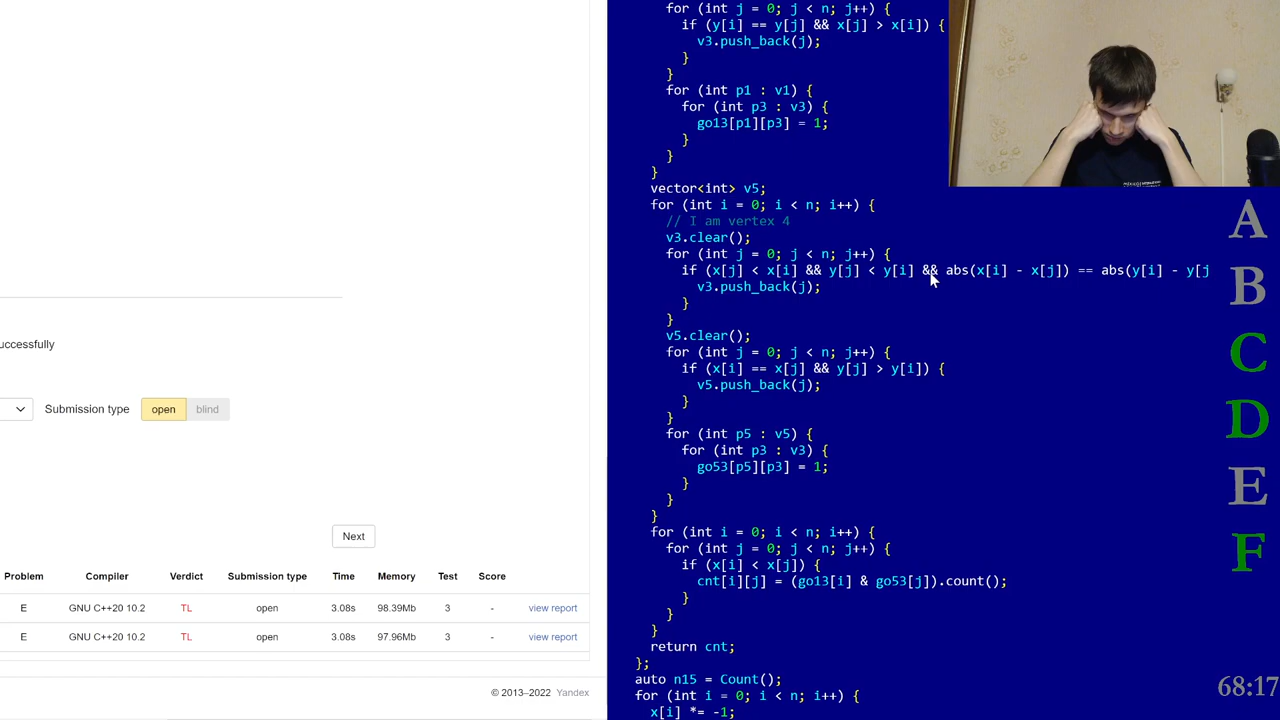 for (int j = 0; j < n; j++) {
if (y[i] == y[j] && x[j] > x[i]) {
v3.push_back(j);
}
}
for (int p1 : v1) {
for (int p3 : v3) {
go13[p1][p3] = 1;
}
}
}
vector<int> v5;
for (int i = 0; i < n; i++) {
// I am vertex 4
v3.clear();
for (int j = 0; j < n; j++) {
if (x[j] < x[i] && y[j] < y[i] && abs(x[i] - x[j]) == abs(y[i] - y[j
v3.push_back(j);
}
}
v5.clear();
for (int j = 0; j < n; j++) {
if (x[i] == x[j] && y[j] > y[i]) {
v5.push_back(j);
}
}
for (int p5 : v5) {
for (int p3 : v3) {
go53[p5][p3] = 1;
}
}
}
for (int i = 0; i < n; i++) {
for (int j = 0; j < n; j++) {
if (x[i] < x[j]) {
cnt[i][j] = (go13[i] & go53[j]).count();
}
}
}
return cnt;
};
auto n15 = Count();
for (int i = 0; i < n; i++) {
x[i] *= -1;
uccessfully
Submission type open blind
Next
Problem Compiler Verdict Submission type Time Memory Test Score
E GNU C++20 10.2 TL open 3.08s 98.39Mb 3 - view report
E GNU C++20 10.2 TL open 3.08s 97.96Mb 3 - view report
© 2013–2022 Yandex
A
B
C
D
E
F
68:17